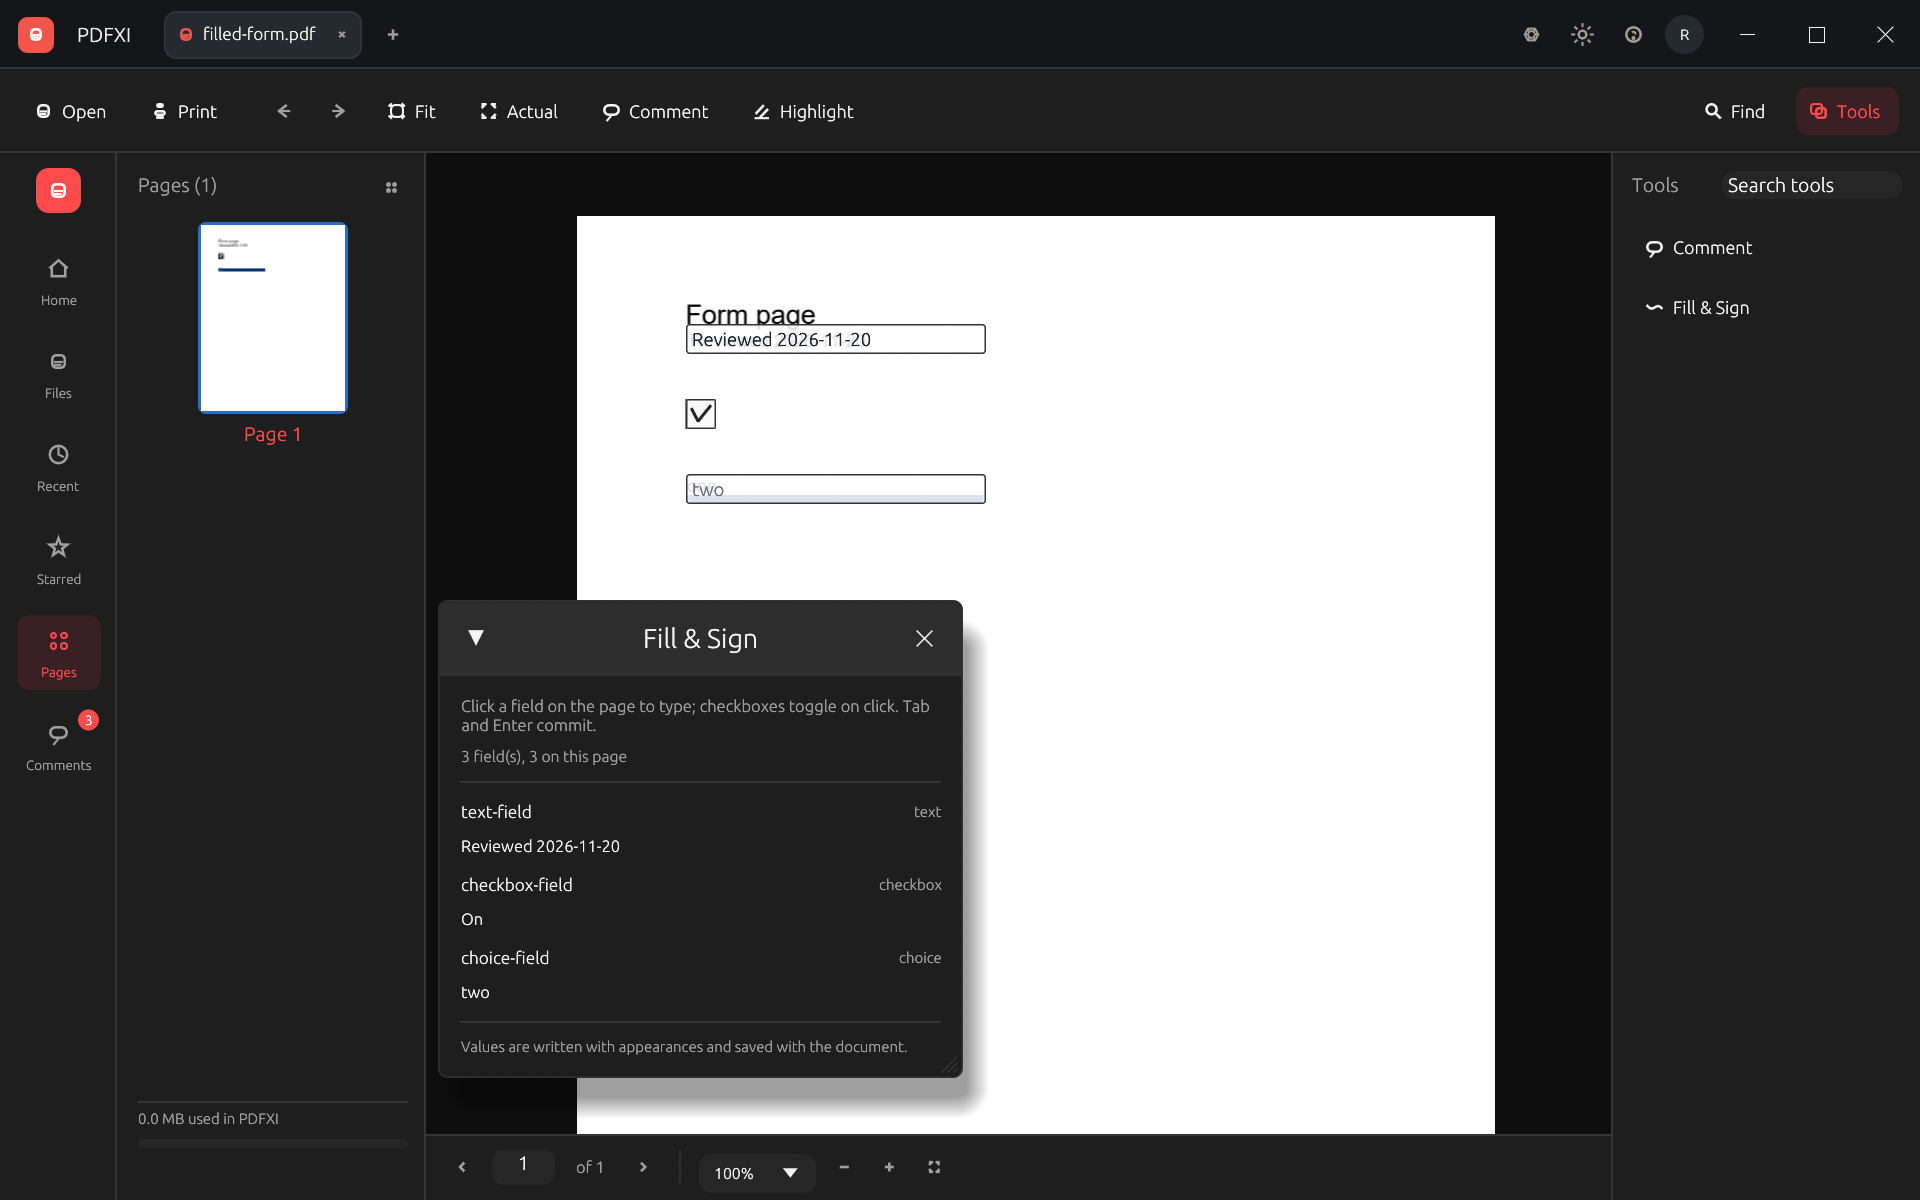 PDFXI
filled-form.pdf
R
Open
Print
Fit
Actual
Comment
Highlight
Find
Tools
Home
Files
Recent
Starred
Pages
3
Comments
Pages (1)
Page 1
0.0 MB used in PDFXI
Form page
Reviewed 2026-11-20
two
Fill & Sign
Click a field on the page to type; checkboxes toggle on click. Tab
and Enter commit.
3 field(s), 3 on this page
text-field text
Reviewed 2026-11-20
checkbox-field checkbox
On
choice-field choice
two
Values are written with appearances and saved with the document.
1 of 1
100%
Tools
Search tools
Comment
Fill & Sign